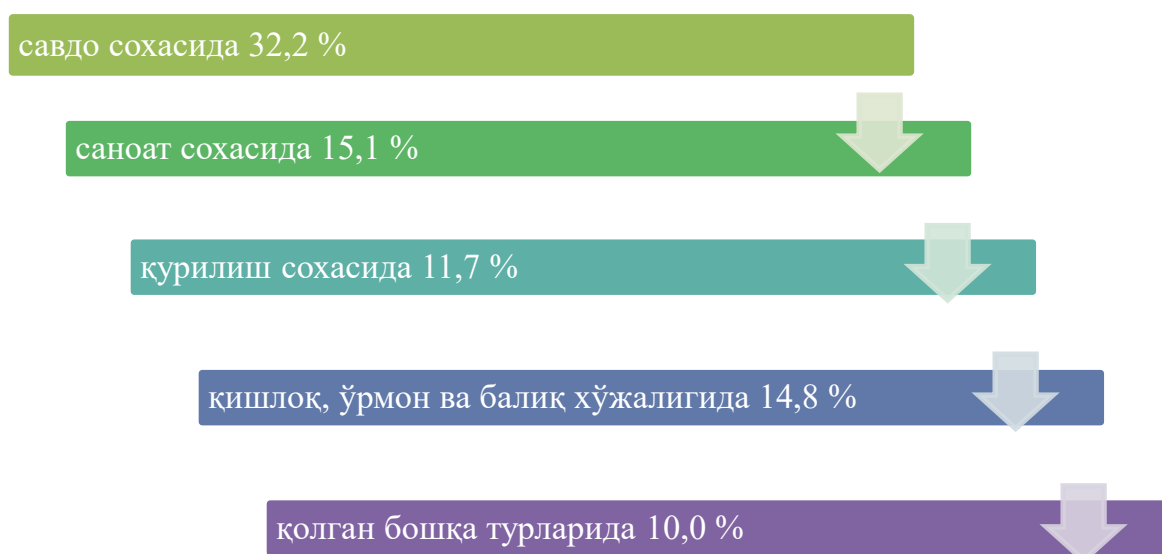 савдо сохасида 32,2 %
саноат сохасида 15,1 %
қурилиш сохасида 11,7 %
қишлоқ, ўрмон ва балиқ хўжалигида 14,8 %
қолган бошқа турларида 10,0 %